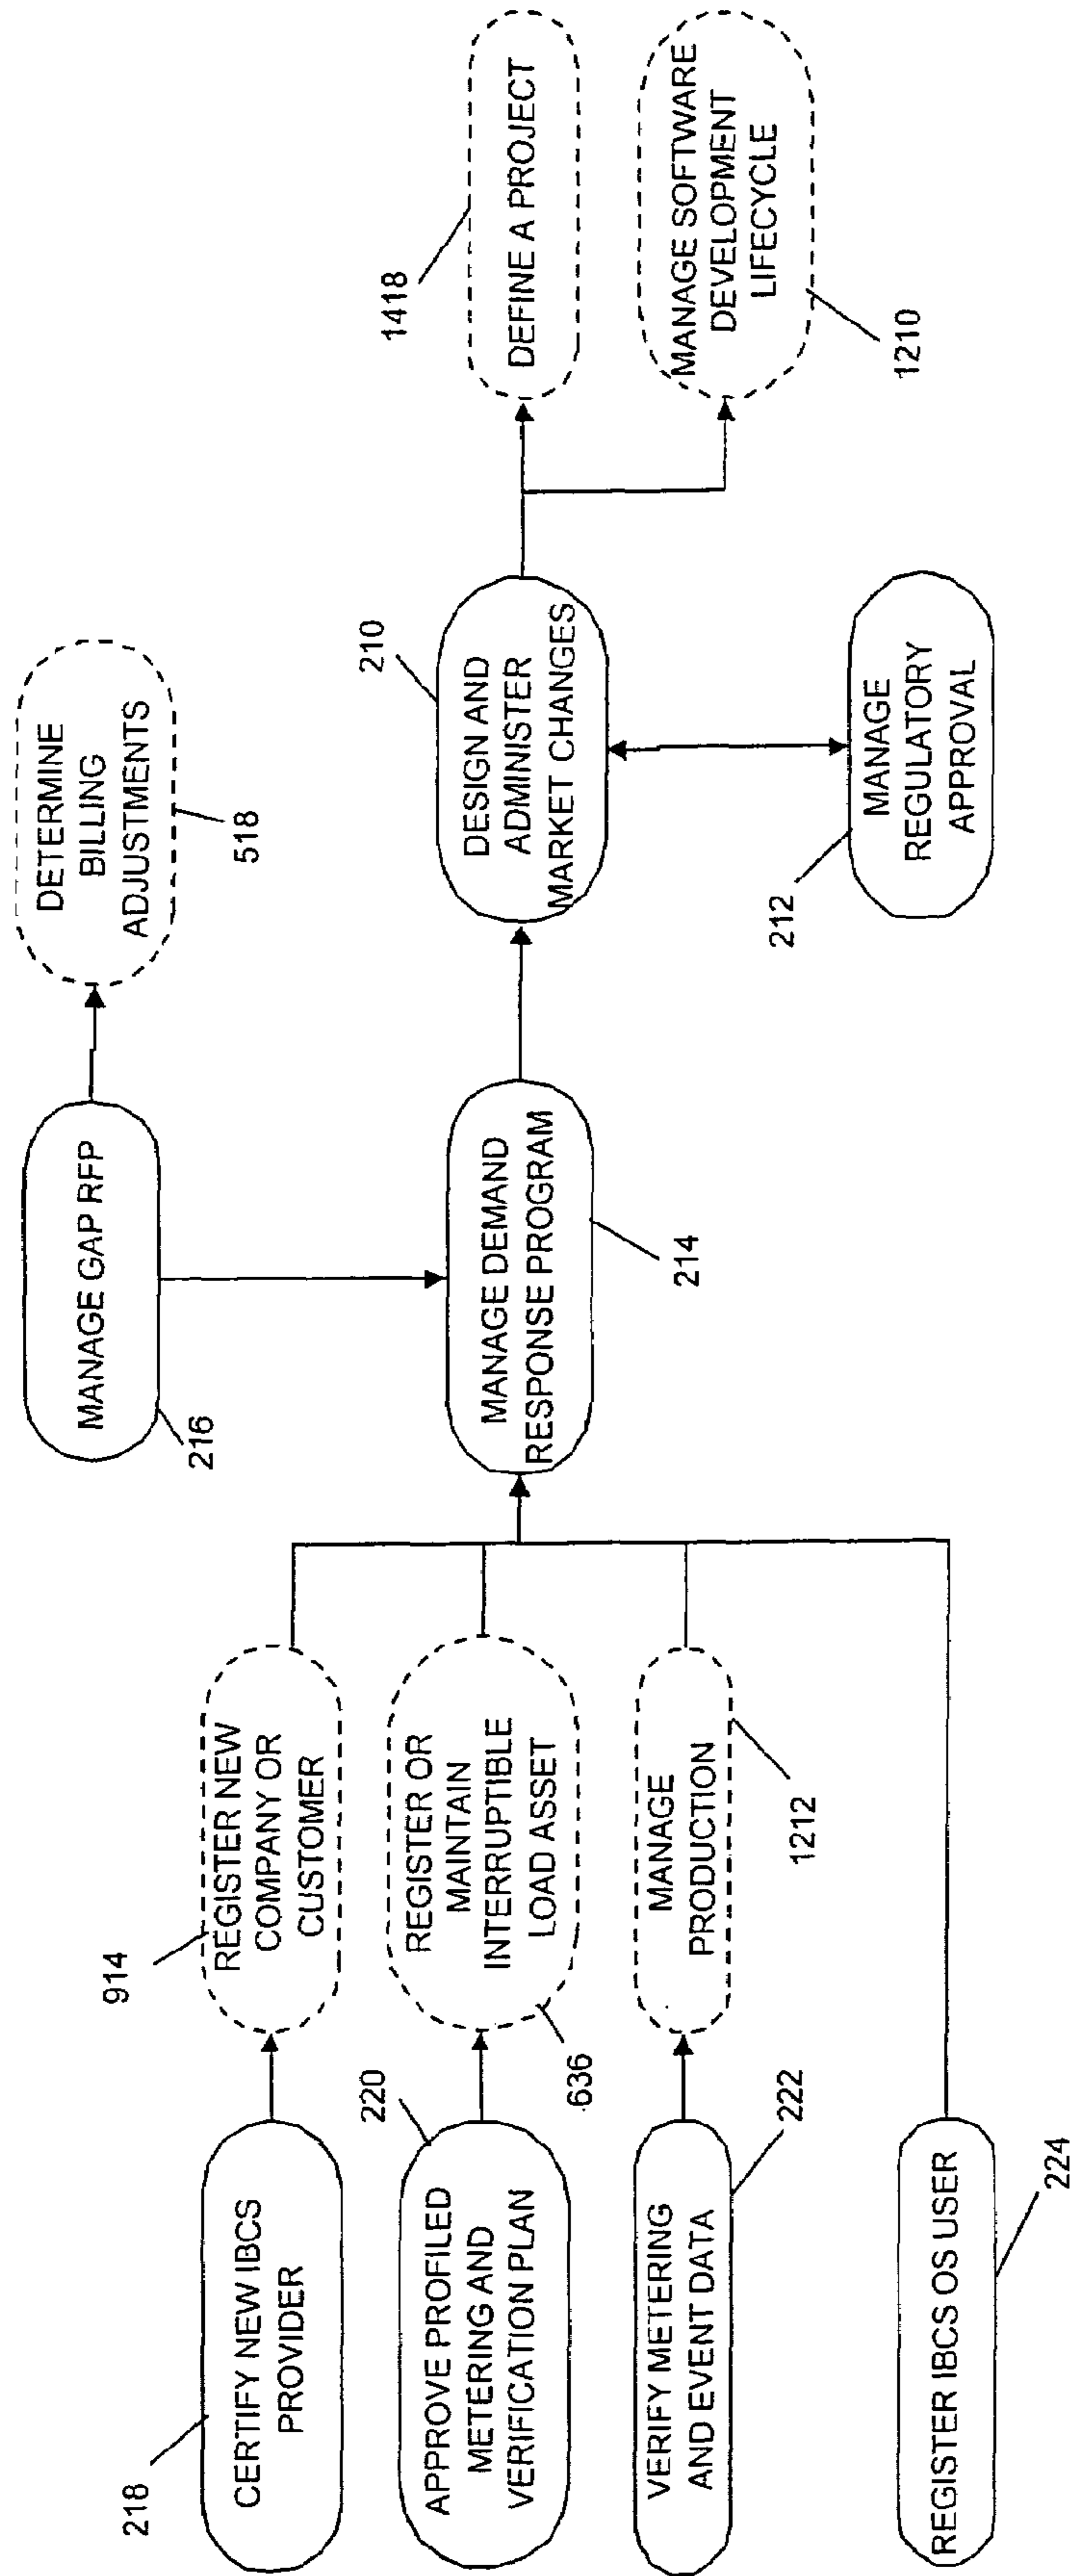 218
CERTIFY NEW IBCS
PROVIDER
914
REGISTER NEW
COMPANY OR
CUSTOMER
220
APPROVE PROFILED
METERING AND
VERIFICATION PLAN
REGISTER OR
MAINTAIN
INTERRUPTIBLE
LOAD ASSET
636
VERIFY METERING
AND EVENT DATA
222
MANAGE
PRODUCTION
1212
REGISTER IBCS OS USER
224
MANAGE GAP RFP
216
DETERMINE
BILLING
ADJUSTMENTS
518
MANAGE DEMAND
RESPONSE PROGRAM
214
210
DESIGN AND
ADMINISTER
MARKET CHANGES
212
MANAGE
REGULATORY
APPROVAL
1418
DEFINE A PROJECT
MANAGE SOFTWARE
DEVELOPMENT
LIFECYCLE
1210